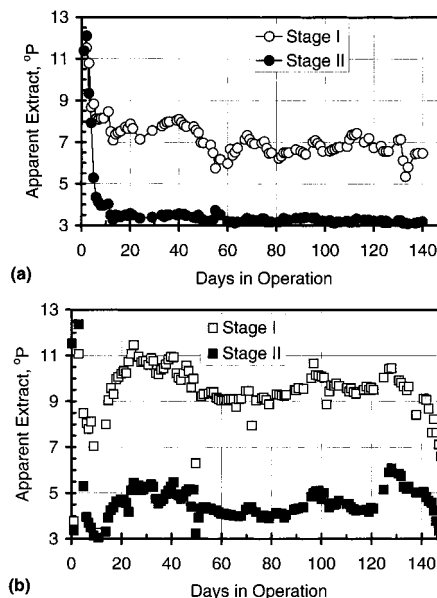 13
11
9
7
5
3
Apparent Extract, °P
Stage I
Stage II
0 20 40 60 80 100 120 140
(a)
Days in Operation
13
11
9
7
5
3
Apparent Extract, °P
Stage I
Stage II
0 20 40 60 80 100 120 140
(b)
Days in Operation